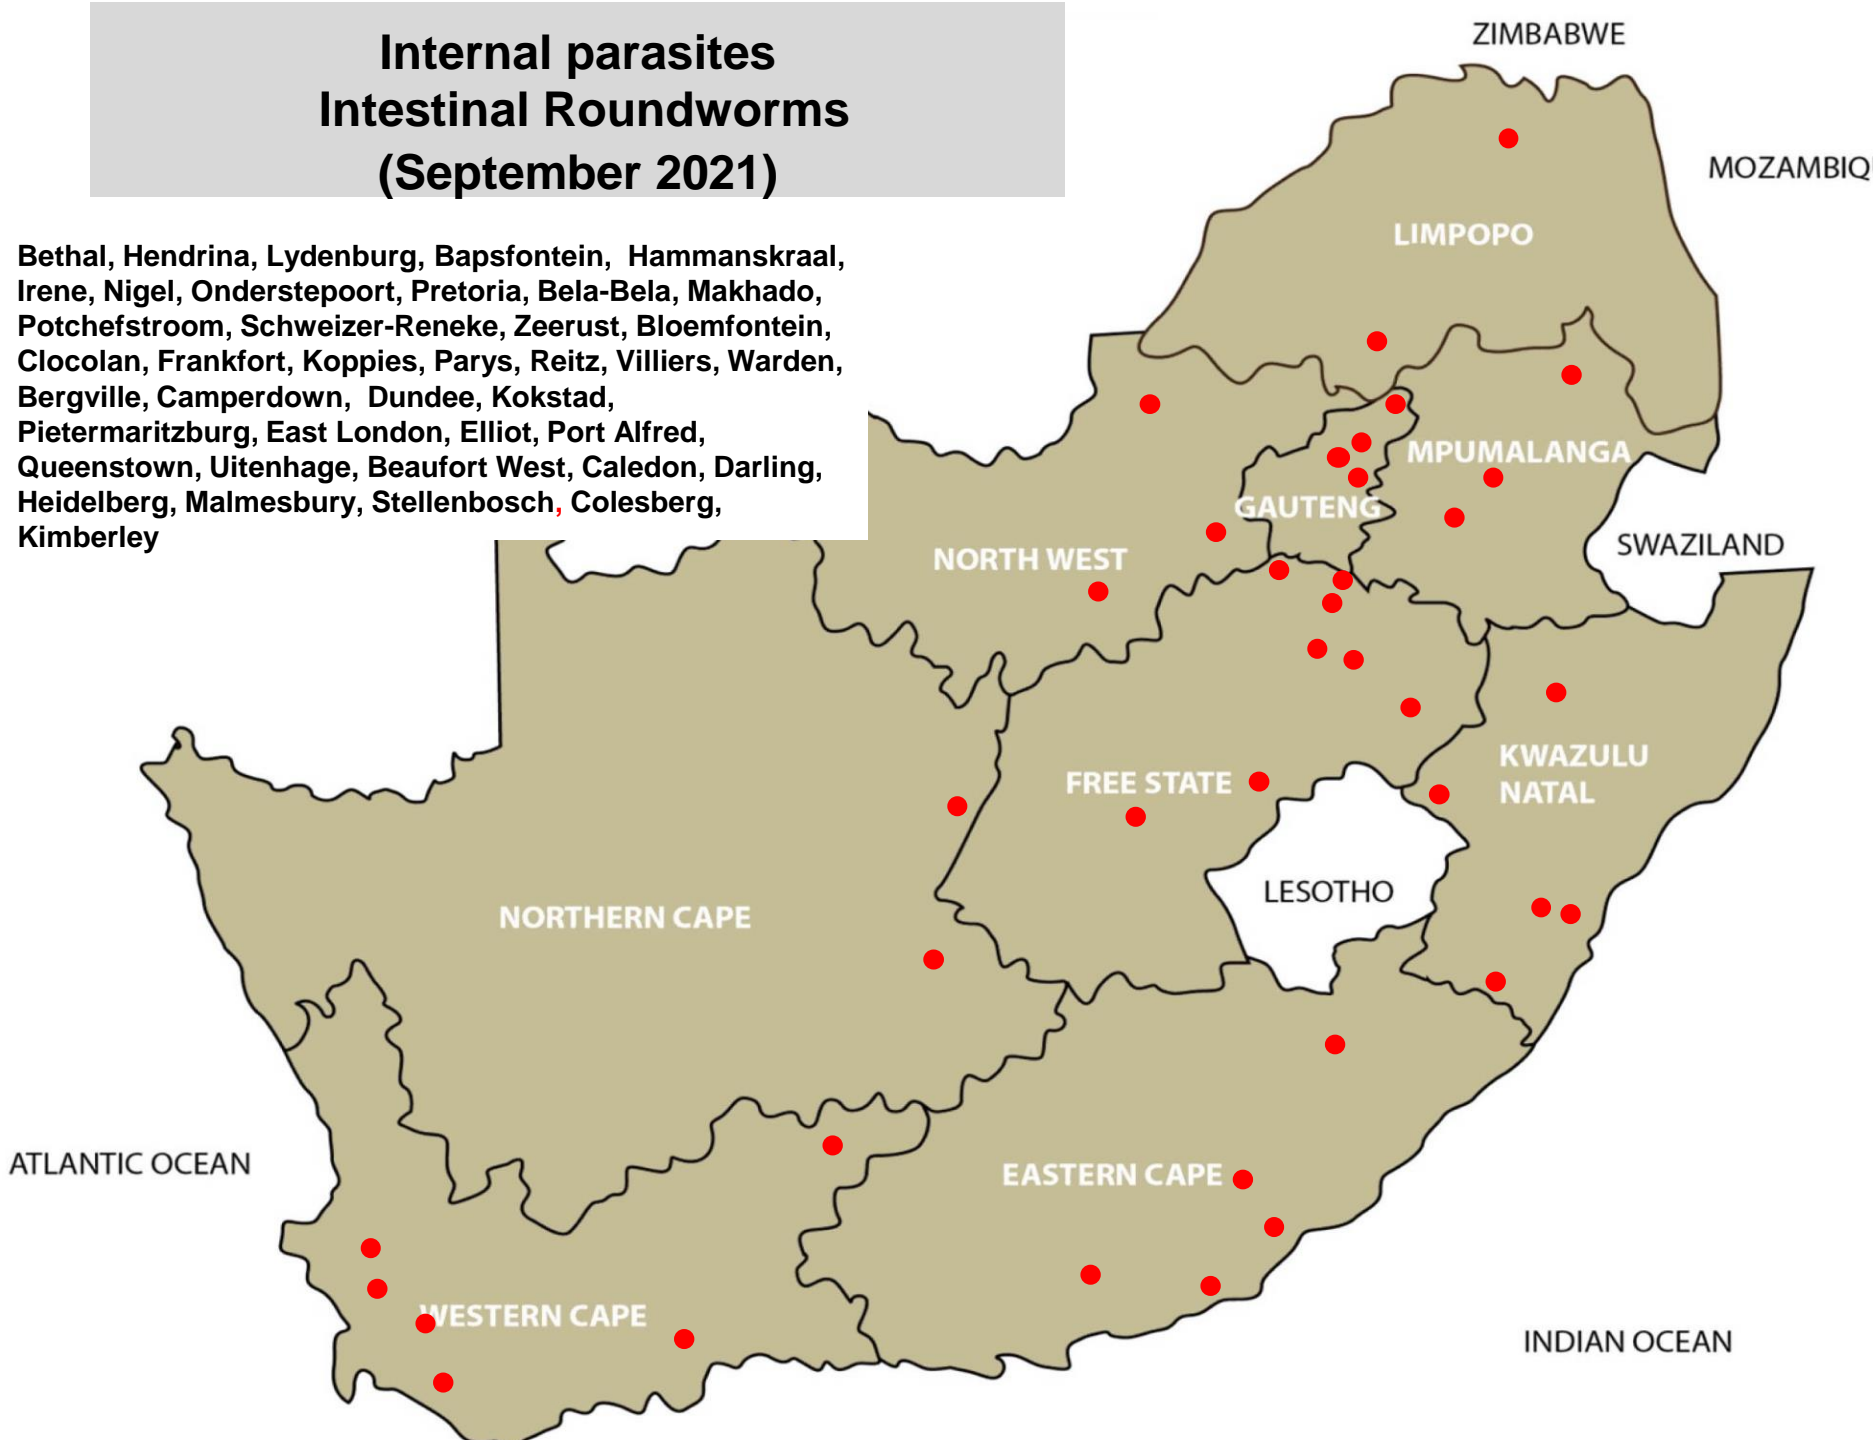 Internal parasites
Intestinal Roundworms
(September 2021)
Bethal, Hendrina, Lydenburg, Bapsfontein, Hammanskraal,
Irene, Nigel, Onderstepoort, Pretoria, Bela-Bela, Makhado,
Potchefstroom, Schweizer-Reneke, Zeerust, Bloemfontein,
Clocolan, Frankfort, Koppies, Parys, Reitz, Villiers, Warden,
Bergville, Camperdown, Dundee, Kokstad,
Pietermaritzburg, East London, Elliot, Port Alfred,
Queenstown, Uitenhage, Beaufort West, Caledon, Darling,
Heidelberg, Malmesbury, Stellenbosch, Colesberg,
Kimberley
ZIMBABWE
MOZAMBIQ
LIMPOPO
MPUMALANGA
GAUTENG
SWAZILAND
NORTH WEST
KWAZULU
NATAL
FREE STATE
LESOTHO
NORTHERN CAPE
ATLANTIC OCEAN
EASTERN CAPE
WESTERN CAPE
INDIAN OCEAN